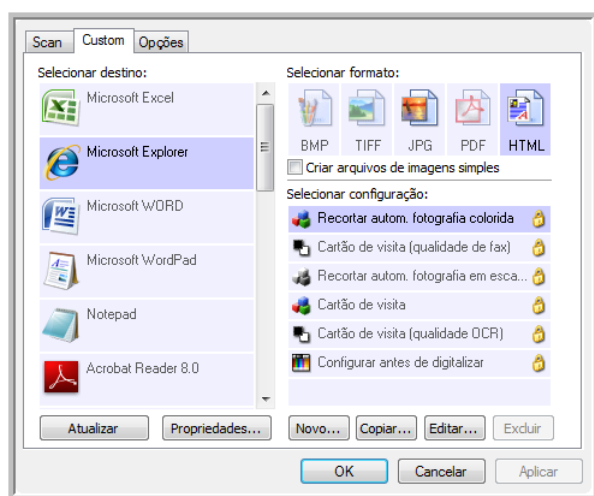 Scan Custom Opções
Selecionar destino:
Microsoft Excel
Microsoft Explorer
Microsoft WORD
Microsoft WordPad
Notepad
Acrobat Reader 8.0
Atualizar Propriedades...
Selecionar formato:
BMP TIFF JPG PDF HTML
Criar arquivos de imagens simples
Selecionar configuração:
Recortar autom. fotografia colorida
Cartão de visita (qualidade de fax)
Recortar autom. fotografia em esca...
Cartão de visita
Cartão de visita (qualidade OCR)
Configurar antes de digitalizar
Novo... Copiar... Editar... Excluir
OK Cancelar Aplicar